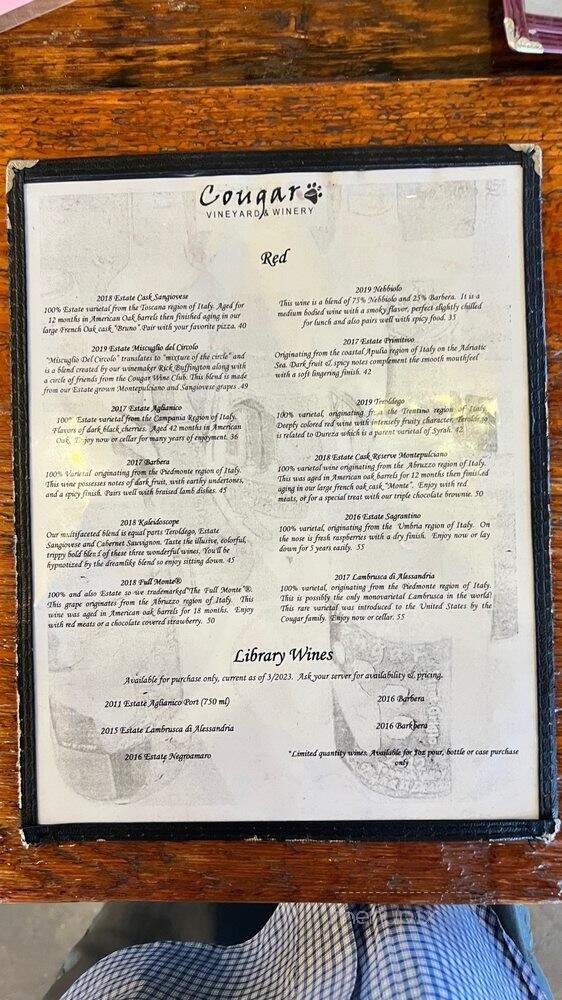 Cougar
VINEYARD & WINERY
Red
2018 Estate Cask Sangiovese
100% Estate varietal from the Toscana region of Italy. Aged for
12 months in American Oak barrels then finished aging in our
large French Oak cask "Bruno". Pair with your favorite pizza. 40
2019 Estate Miscuglio del Circolo
"Miscuglio Del Circolo" translates to "mixture of the circle" and
is a blend created by our winemaker Rick Buffington along with
a circle of friends from the Cougar Wine Club. This blend is made
from our Estate grown Montepulciano and Sangiovese grapes. 49
2017 Estate Aglianico
100% Estate varietal from the Campania Region of Italy.
Flavors of dark black cherries. Aged 42 months in American
Oak. Enjoy now or cellar for many years of enjoyment. 36
2017 Barbera
100% Varietal originating from the Piedmonte region of Italy.
This wine possesses notes of dark fruit, with earthy undertones,
and a spicy finish. Pairs well with braised lamb dishes. 45
2018 Kaleidoscope
Our multifaceted blend is equal parts Teroldego, Estate
Sangiovese and Cabernet Sauvignon. Taste the illusive, colorful,
trippy bold blend of these three wonderful wines. You'll be
hypnotized by the dreamlike blend so enjoy sitting down. 45
2018 Full Monte®
100% and also Estate so we trademarked "The Full Monte"®.
This grape originates from the Abruzzo region of Italy. This
wine was aged in American oak barrels for 18 months. Enjoy
with red meats or a chocolate covered strawberry. 50
2019 Nebbiolo
This wine is a blend of 75% Nebbiolo and 25% Barbera. It is a
medium bodied wine with a smoky flavor, perfect slightly chilled
for lunch and also pairs well with spicy food. 35
2017 Estate Primitivo
Originating from the coastal Apulia region of Italy on the Adriatic
Sea. Dark fruit & spicy notes complement the smooth mouthfeel
with a soft lingering finish. 42
2019 Teroldego
100% varietal, originating from the Trentino region of Italy.
Deeply colored red wine with intensely fruity character. Teroldego
is related to Dureza which is a parent varietal of Syrah. 42
2018 Estate Cask Reserve Montepulciano
100% varietal wine originating from the Abruzzo region of Italy.
This was aged in American oak barrels for 12 months then finished
aging in our large french oak cask "Monte". Enjoy with red
meats, or for a special treat with our triple chocolate brownie. 50
2016 Estate Sagrantino
100% varietal, originating from the Umbria region of Italy. On
the nose is fresh raspberries with a dry finish. Enjoy now or lay
down for 5 years easily. 55
2017 Lambrusca di Alessandria
100% varietal, originating from the Piedmonte region of Italy.
This is possibly the only monovarietal Lambrusca in the world!
This rare varietal was introduced to the United States by the
Cougar family. Enjoy now or cellar. 55
Library Wines
Available for purchase only, current as of 3/2023. Ask your server for availability & pricing.
2011 Estate Aglianico Port (750 ml)
2015 Estate Lambrusca di Alessandria
2016 Estate Negroamaro
2016 Barbera
2016 Barkbera
*Limited quantity wines. Available for 1oz pour, bottle or case purchase
only